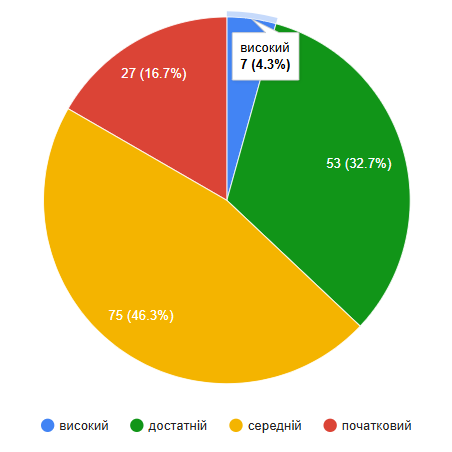 високий
7 (4.3%)
27 (16.7%)
53 (32.7%)
75 (46.3%)
високий достатній середній початковий